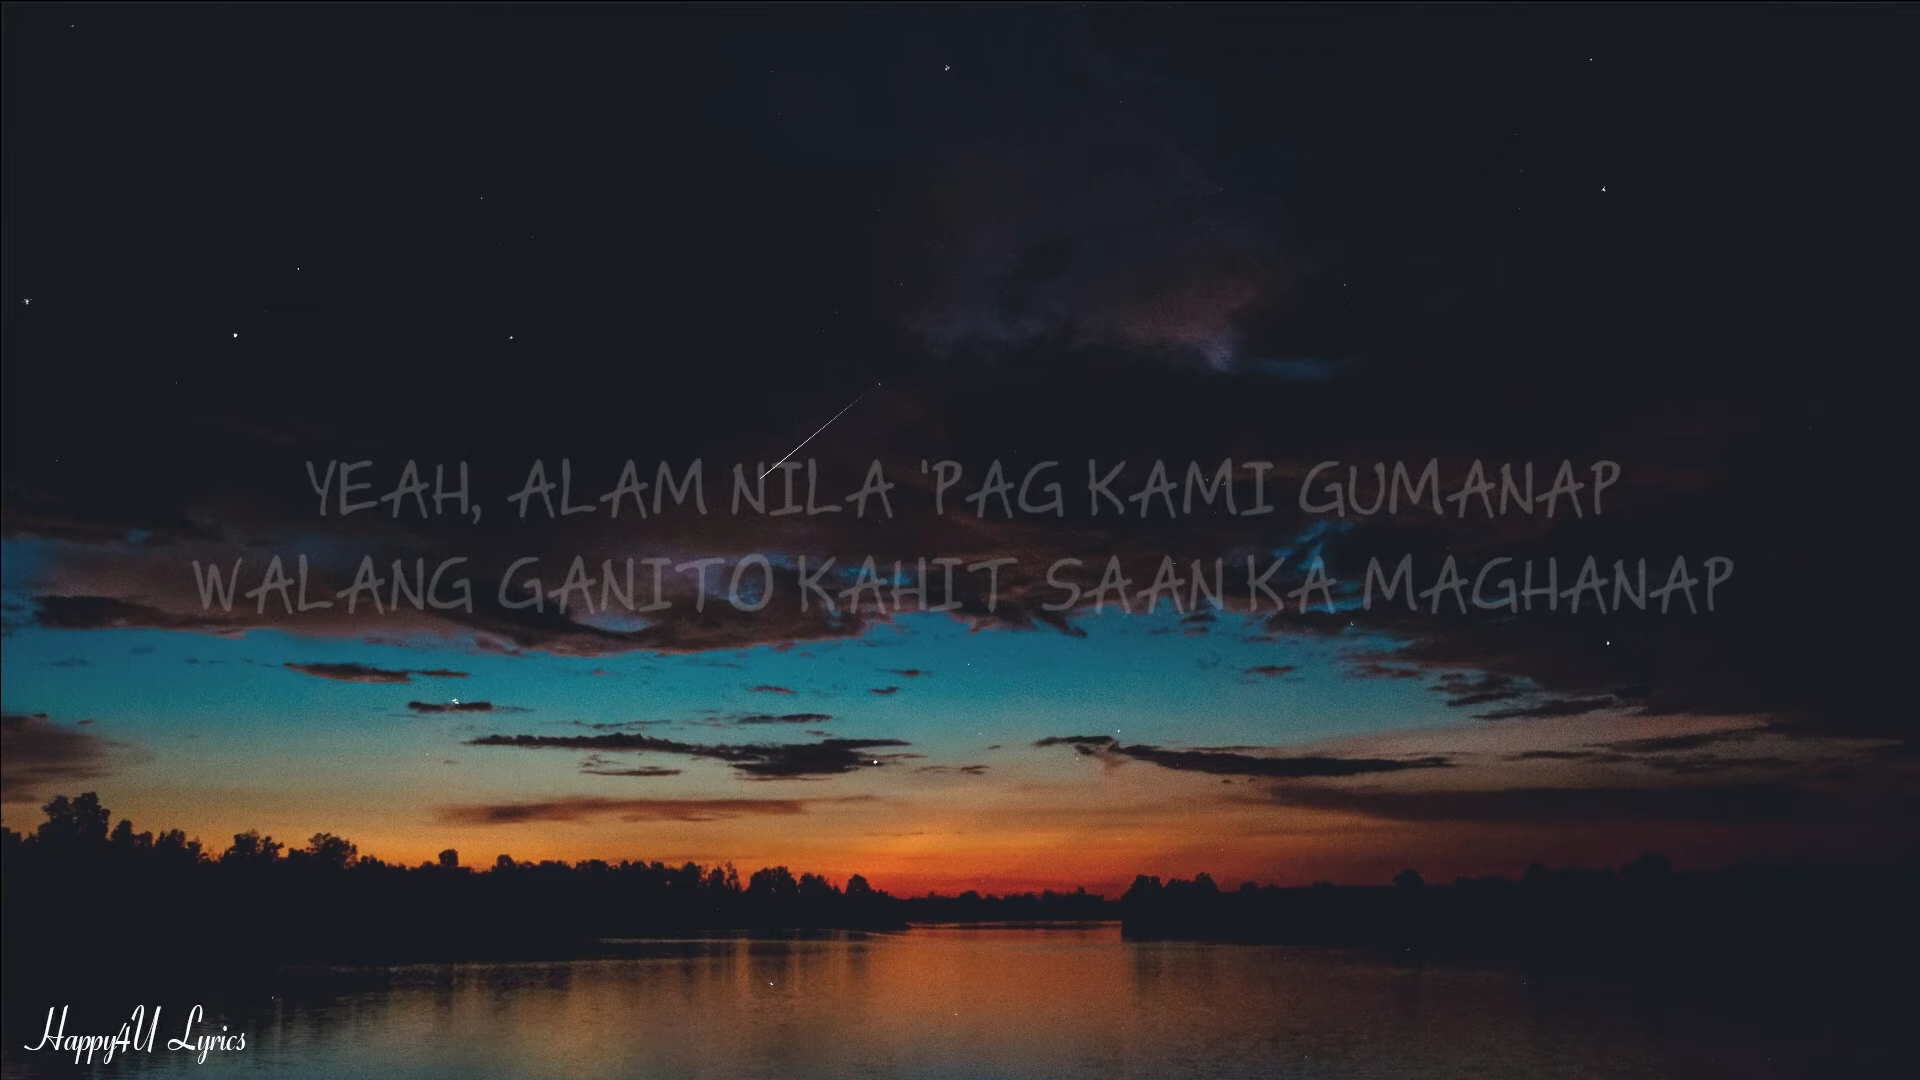 YEAH, ALAM NILA 'PAG KAMI GUMANAP
WALANG GANITO KAHIT SAAN KA MAGHANAP
Happy4U Lyrics